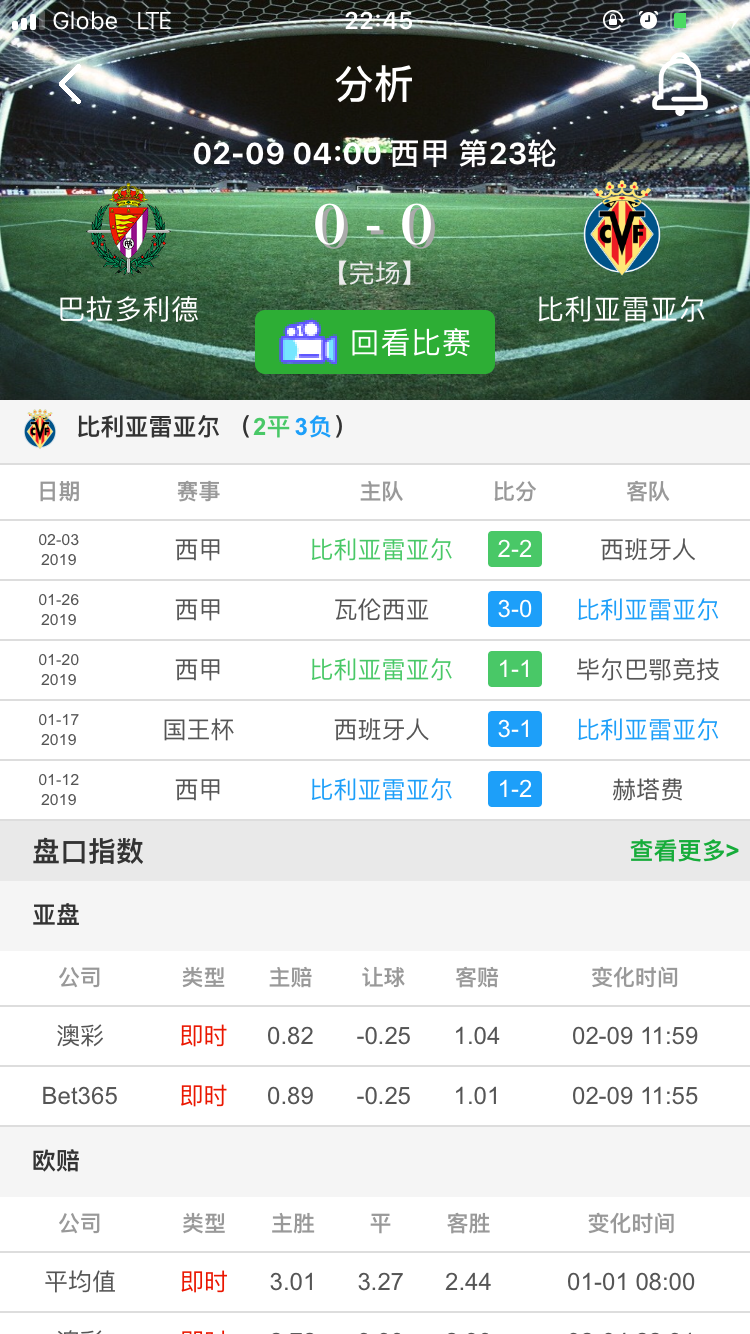 Globe LTE 22:45
分析
02-09 04:00 西甲 第23轮
0 - 0
【完场】
巴拉多利德 比利亚雷亚尔
回看比赛
比利亚雷亚尔 （2平 3负）
日期 赛事 主队 比分 客队
02-03 2019 西甲 比利亚雷亚尔 2-2 西班牙人
01-26 2019 西甲 瓦伦西亚 3-0 比利亚雷亚尔
01-20 2019 西甲 比利亚雷亚尔 1-1 毕尔巴鄂竞技
01-17 2019 国王杯 西班牙人 3-1 比利亚雷亚尔
01-12 2019 西甲 比利亚雷亚尔 1-2 赫塔费
盘口指数 查看更多>
亚盘
公司 类型 主赔 让球 客赔 变化时间
澳彩 即时 0.82 -0.25 1.04 02-09 11:59
Bet365 即时 0.89 -0.25 1.01 02-09 11:55
欧赔
公司 类型 主胜 平 客胜 变化时间
平均值 即时 3.01 3.27 2.44 01-01 08:00